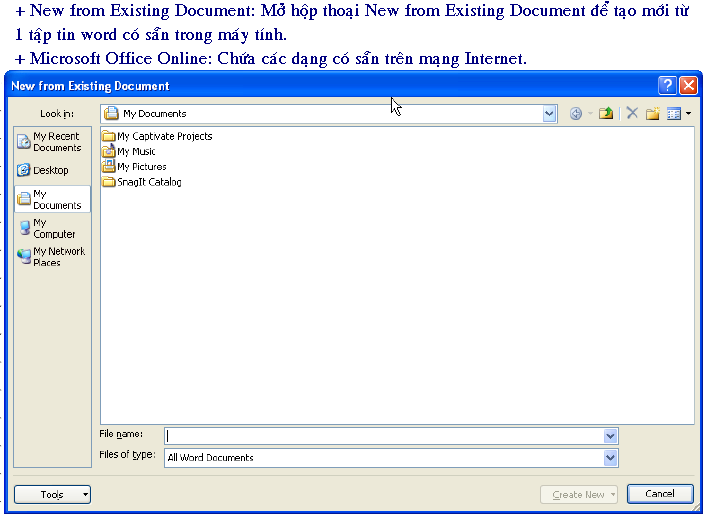 + New from Existing Document: Mở hộp thoại New from Existing Document để tạo mới từ
1 tập tin word có sẵn trong máy tính.
+ Microsoft Office Online: Chứa các dạng có sẵn trên mạng Internet.
New from Existing Document
Look in:
My Documents
My Recent
Documents
Desktop
My
Documents
My
Computer
My Network
Places
My Captivate Projects
My Music
My Pictures
SnagIt Catalog
File name:
Files of type:
All Word Documents
Tools
Create New
Cancel